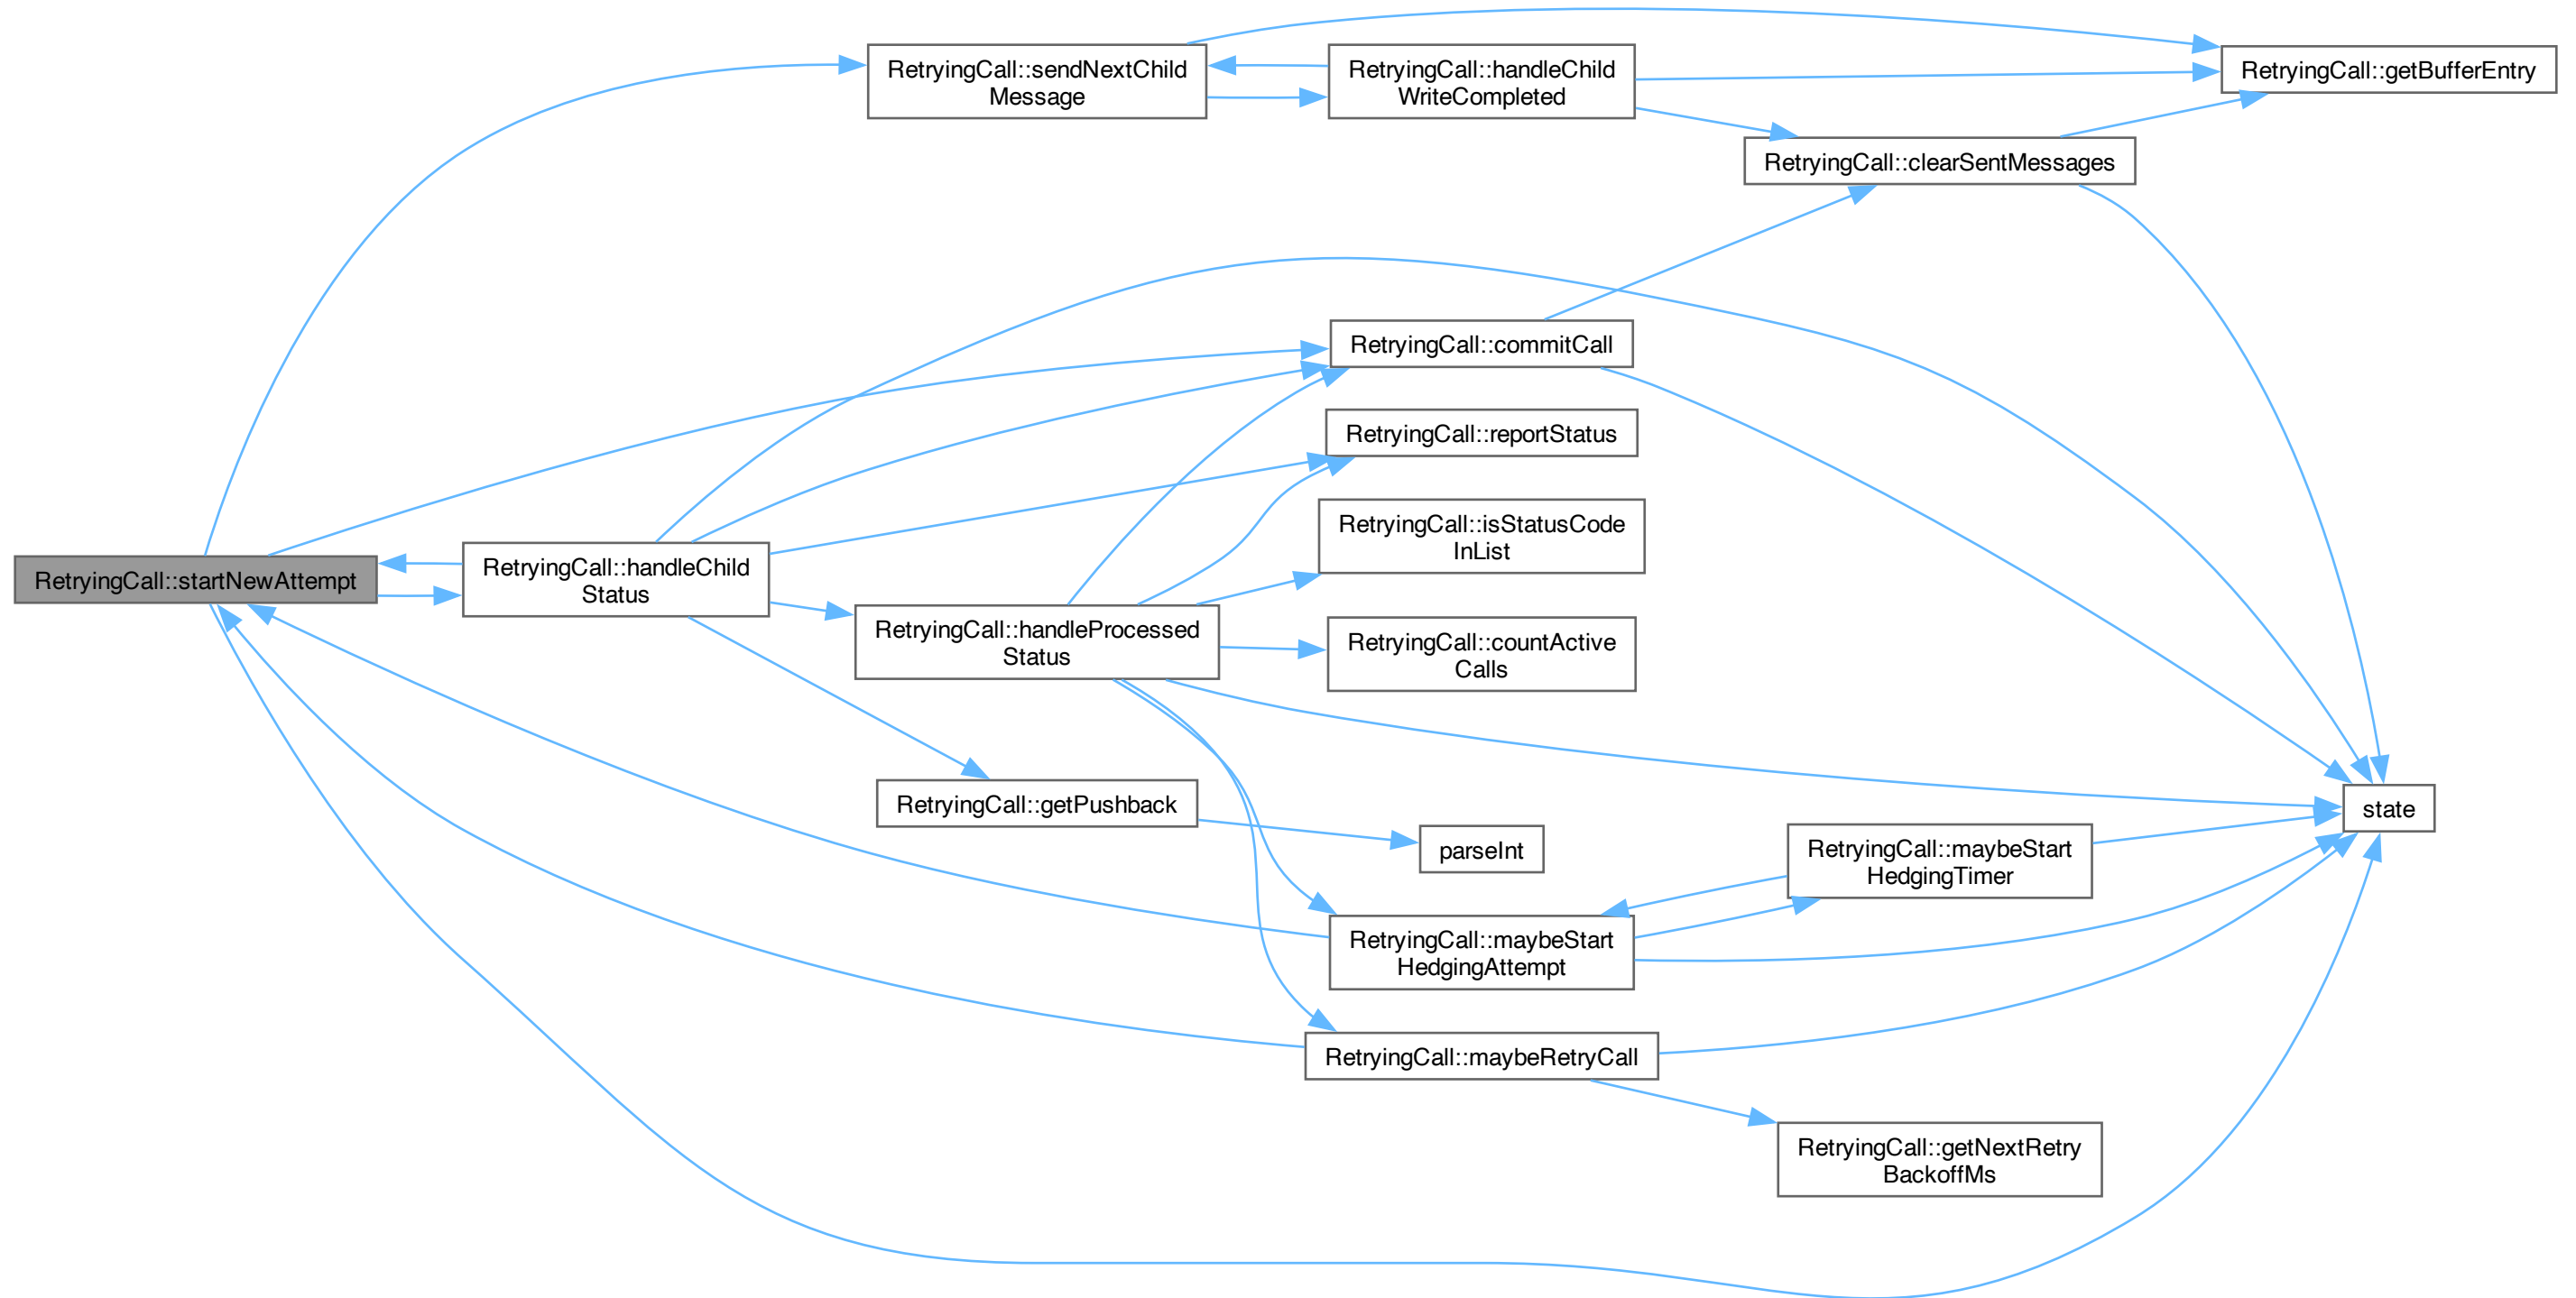 RetryingCall::startNewAttempt
RetryingCall::sendNextChild
Message
RetryingCall::handleChild
WriteCompleted
RetryingCall::getBufferEntry
RetryingCall::clearSentMessages
RetryingCall::commitCall
RetryingCall::reportStatus
RetryingCall::isStatusCode
InList
RetryingCall::handleChild
Status
RetryingCall::handleProcessed
Status
RetryingCall::countActive
Calls
RetryingCall::getPushback
parseInt
state
RetryingCall::maybeStart
HedgingTimer
RetryingCall::maybeStart
HedgingAttempt
RetryingCall::maybeRetryCall
RetryingCall::getNextRetry
BackoffMs